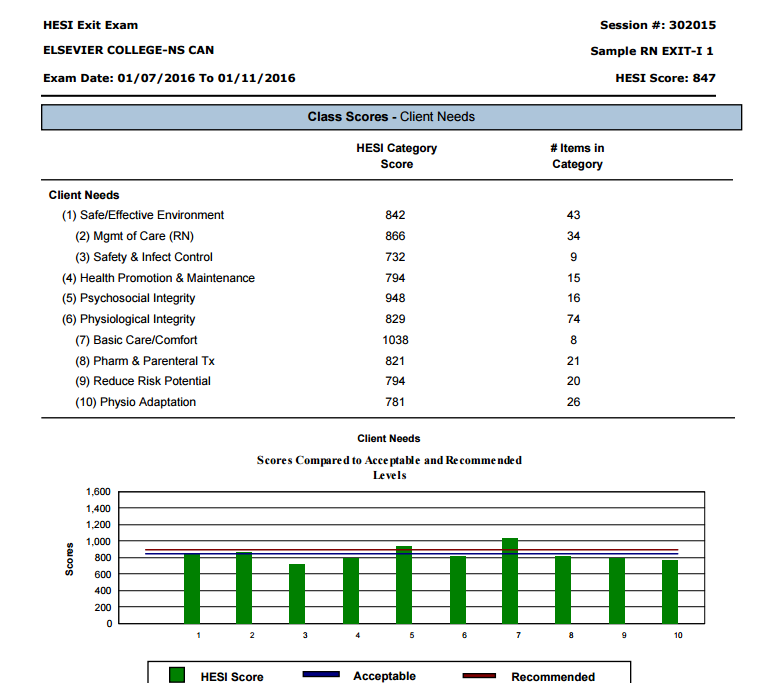 HESI Exit Exam Session #: 302015
ELSEVIER COLLEGE-NS CAN Sample RN EXIT-I 1
Exam Date: 01/07/2016 To 01/11/2016 HESI Score: 847
Class Scores - Client Needs
HESI Category # Items in
Score Category
Client Needs
(1) Safe/Effective Environment 842 43
(2) Mgmt of Care (RN) 866 34
(3) Safety & Infect Control 732 9
(4) Health Promotion & Maintenance 794 15
(5) Psychosocial Integrity 948 16
(6) Physiological Integrity 829 74
(7) Basic Care/Comfort 1038 8
(8) Pharm & Parenteral Tx 821 21
(9) Reduce Risk Potential 794 20
(10) Physio Adaptation 781 26
Client Needs
Scores Compared to Acceptable and Recommended
Levels
Scores
1,600
1,400
1,200
1,000
800
600
400
200
0
1 2 3 4 5 6 7 8 9 10
HESI Score Acceptable Recommended